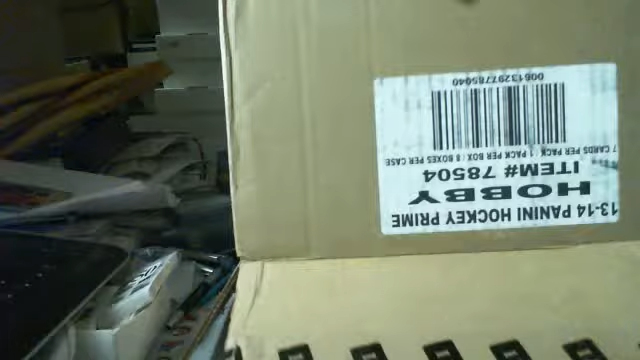 13-14 PANINI HOCKEY PRIME
HOBBY
ITEM# 78504
7 CARDS PER PACK 1 PACK PER BOX 8 BOXES PER CASE
00613297785040